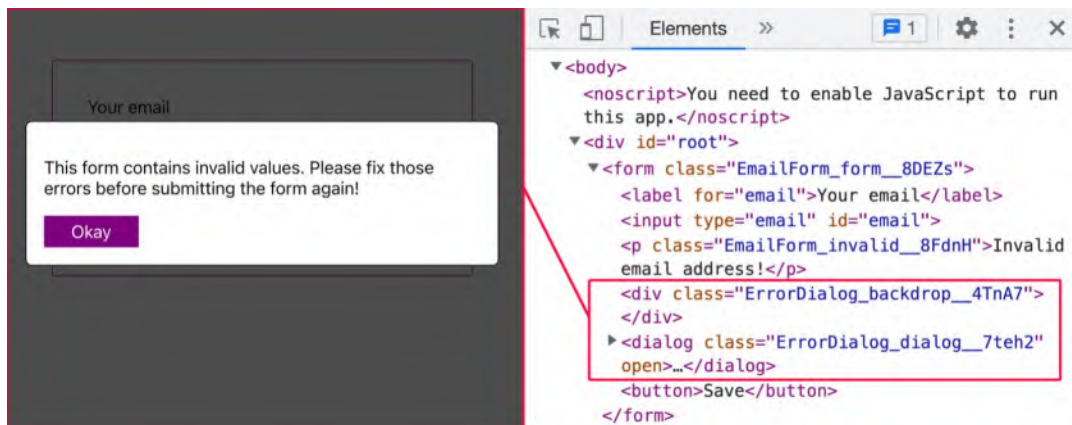 Your email
This form contains invalid values. Please fix those
errors before submitting the form again!
Okay
Elements
1
<body>
<noscript>You need to enable JavaScript to run
this app.</noscript>
<div id="root">
<form class="EmailForm_form__8DEZs">
<label for="email">Your email</label>
<input type="email" id="email">
<p class="EmailForm_invalid__8FdnH">Invalid
email address!</p>
<div class="ErrorDialog_backdrop__4TnA7">
</div>
<dialog class="ErrorDialog_dialog__7teh2"
open>…</dialog>
<button>Save</button>
</form>